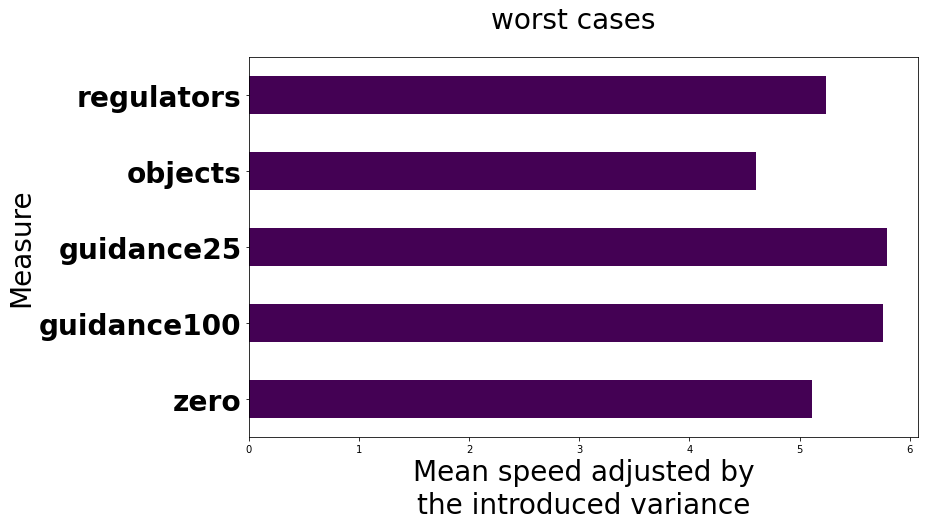 worst cases
regulators
objects
guidance25
guidance100
zero
Measure
0 1 2 3 4 5 6
Mean speed adjusted by
the introduced variance